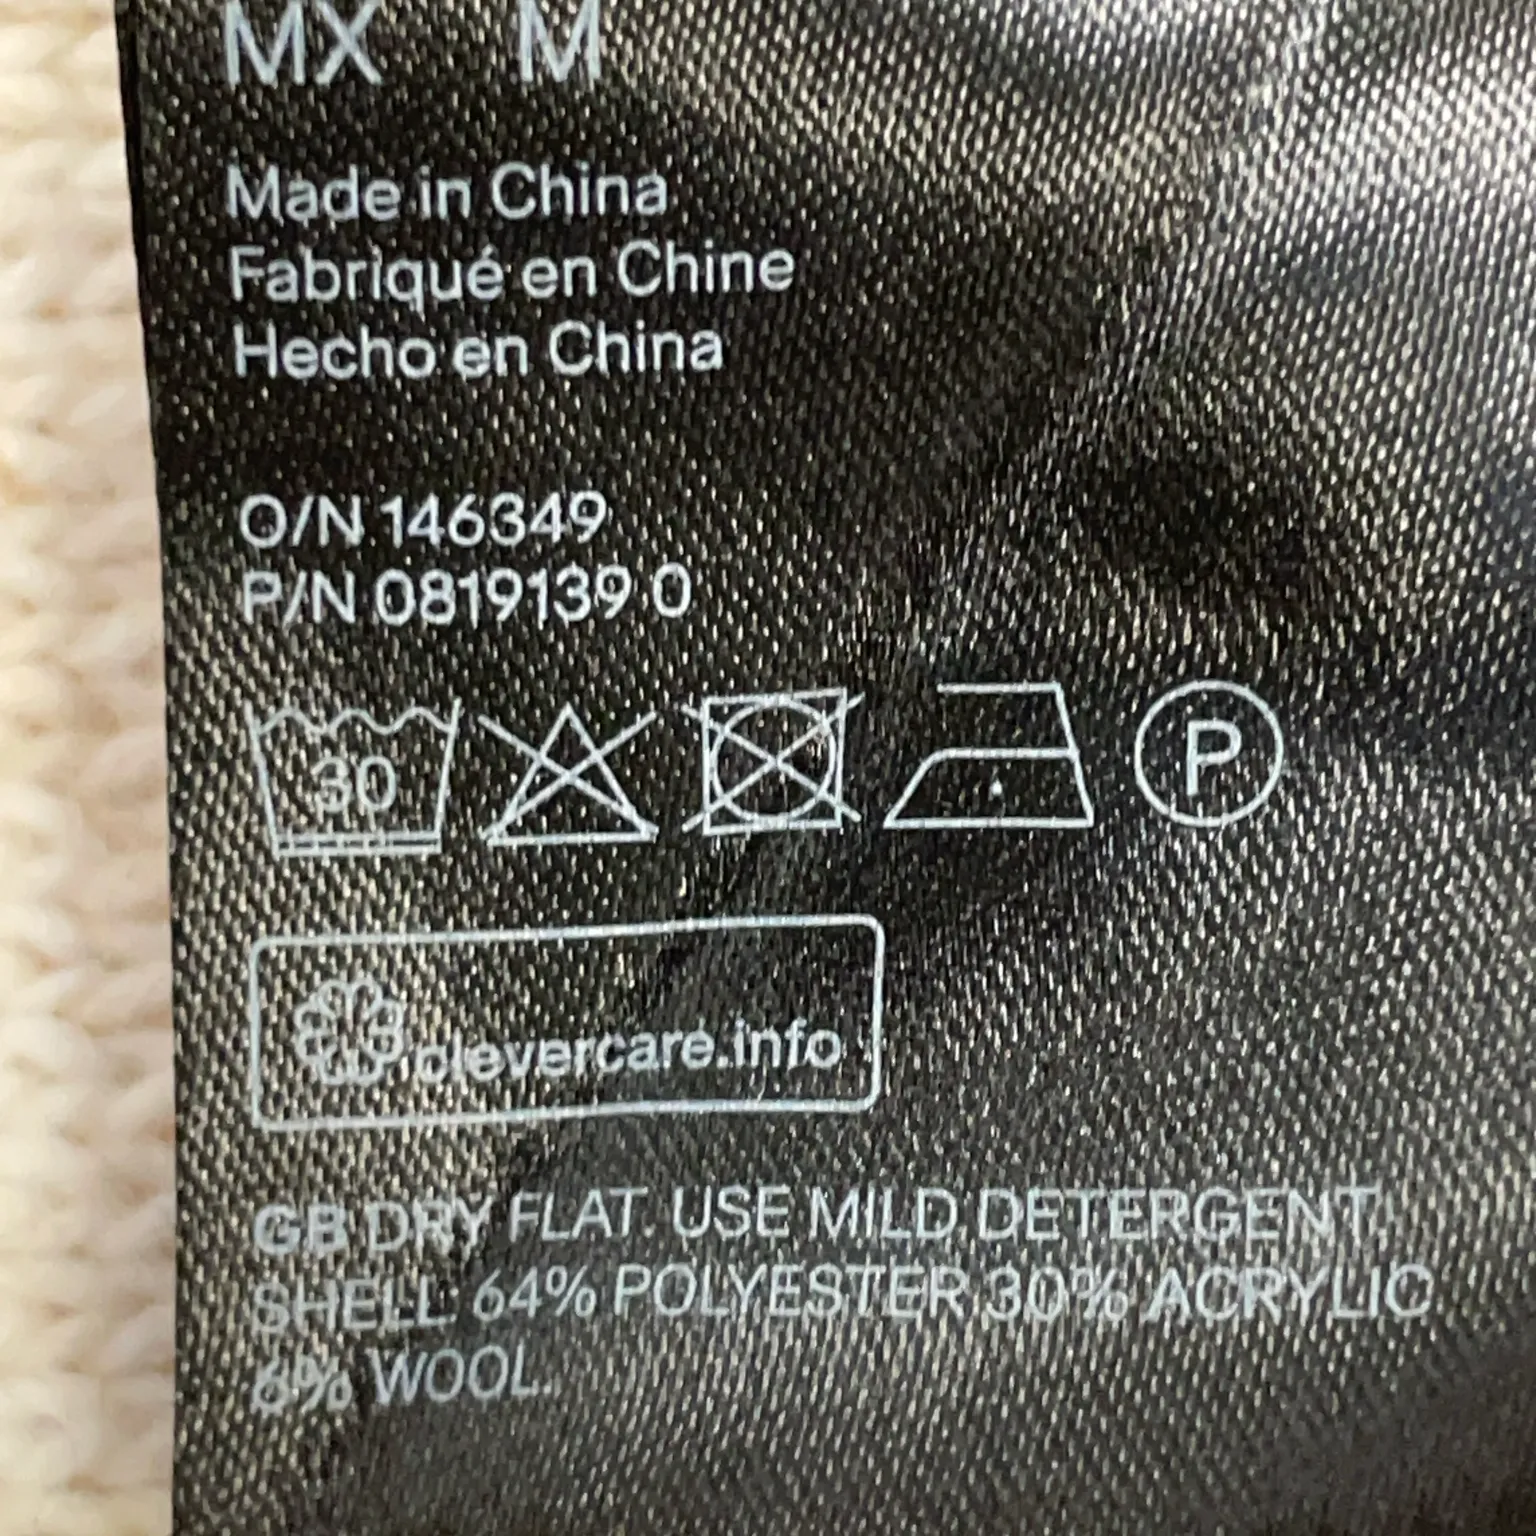 MX M
Made in China
Fabriqué en Chine
Hecho en China
O/N 146349
P/N 0819139 0
30
P
clevercare.info
GB DRY FLAT. USE MILD DETERGENT.
SHELL: 64% POLYESTER 30% ACRYLIC
6% WOOL.